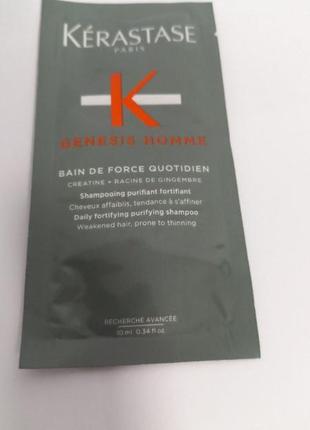 KÉRASTASE
PARIS
K
GENESIS HOMME
BAIN DE FORCE QUOTIDIEN
CREATINE + RACINE DE GINGEMBRE
Shampooing purifiant fortifiant
Cheveux affaiblis, tendance à s'affiner
Daily fortifying purifying shampoo
Weakened hair, prone to thinning
RECHERCHE AVANCÉE
10 ml 0.34 fl.oz.